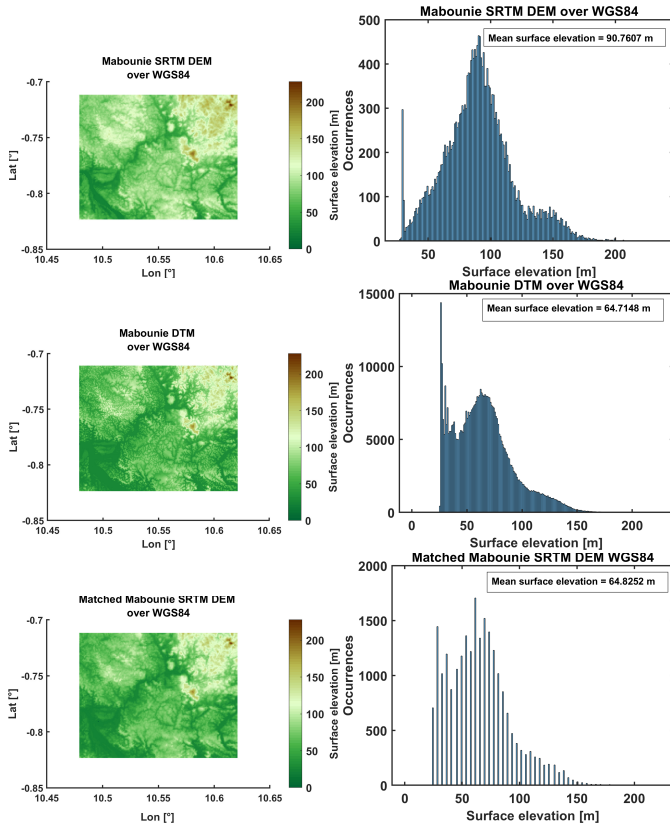 Mabounie SRTM DEM
over WGS84
-0.7
-0.75
-0.8
-0.85
Lat [°]
10.45
10.5
10.55
10.6
10.65
Lon [°]
200
150
100
50
0
Surface elevation [m]
Mabounie SRTM DEM over WGS84
Mean surface elevation = 90.7607 m
500
400
300
200
100
0
Occurrences
50
100
150
200
Surface elevation [m]
Mabounie DTM
over WGS84
-0.7
-0.75
-0.8
-0.85
Lat [°]
10.45
10.5
10.55
10.6
10.65
Lon [°]
200
150
100
50
0
Surface elevation [m]
Mabounie DTM over WGS84
Mean surface elevation = 64.7148 m
15000
10000
5000
0
Occurrences
0
50
100
150
200
Surface elevation [m]
Matched Mabounie SRTM DEM
over WGS84
-0.7
-0.75
-0.8
-0.85
Lat [°]
10.45
10.5
10.55
10.6
10.65
Lon [°]
200
150
100
50
0
Surface elevation [m]
Matched Mabounie SRTM DEM WGS84
Mean surface elevation = 64.8252 m
2000
1500
1000
500
0
Occurrences
0
50
100
150
200
Surface elevation [m]